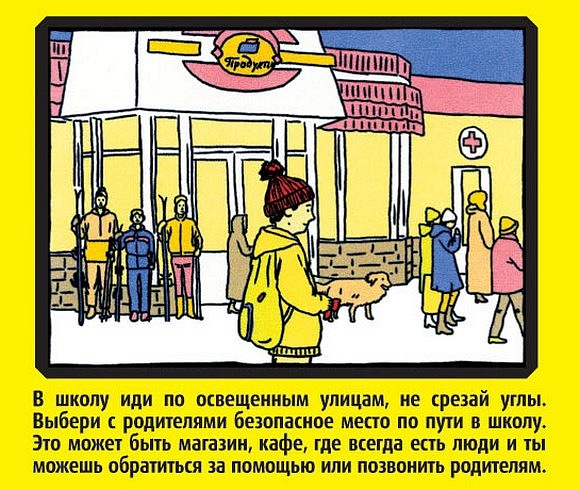 Продукты
В школу иди по освещенным улицам, не срезай углы.
Выбери с родителями безопасное место по пути в школу.
Это может быть магазин, кафе, где всегда есть люди и ты
можешь обратиться за помощью или позвонить родителям.